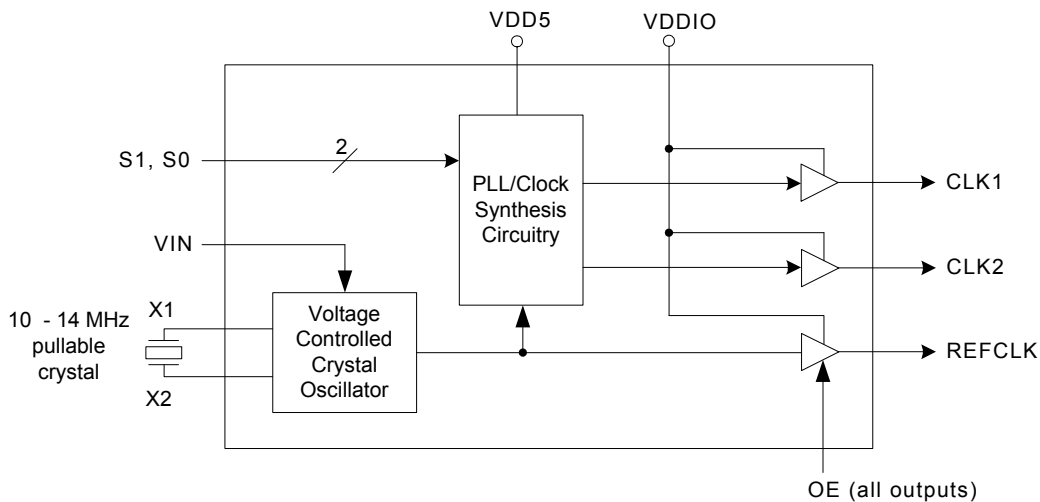 VDD5
VDDIO
S1, S0
2
PLL/Clock
Synthesis
Circuitry
CLK1
VIN
CLK2
X1
10 - 14 MHz
pullable
crystal
X2
Voltage
Controlled
Crystal
Oscillator
REFCLK
OE (all outputs)